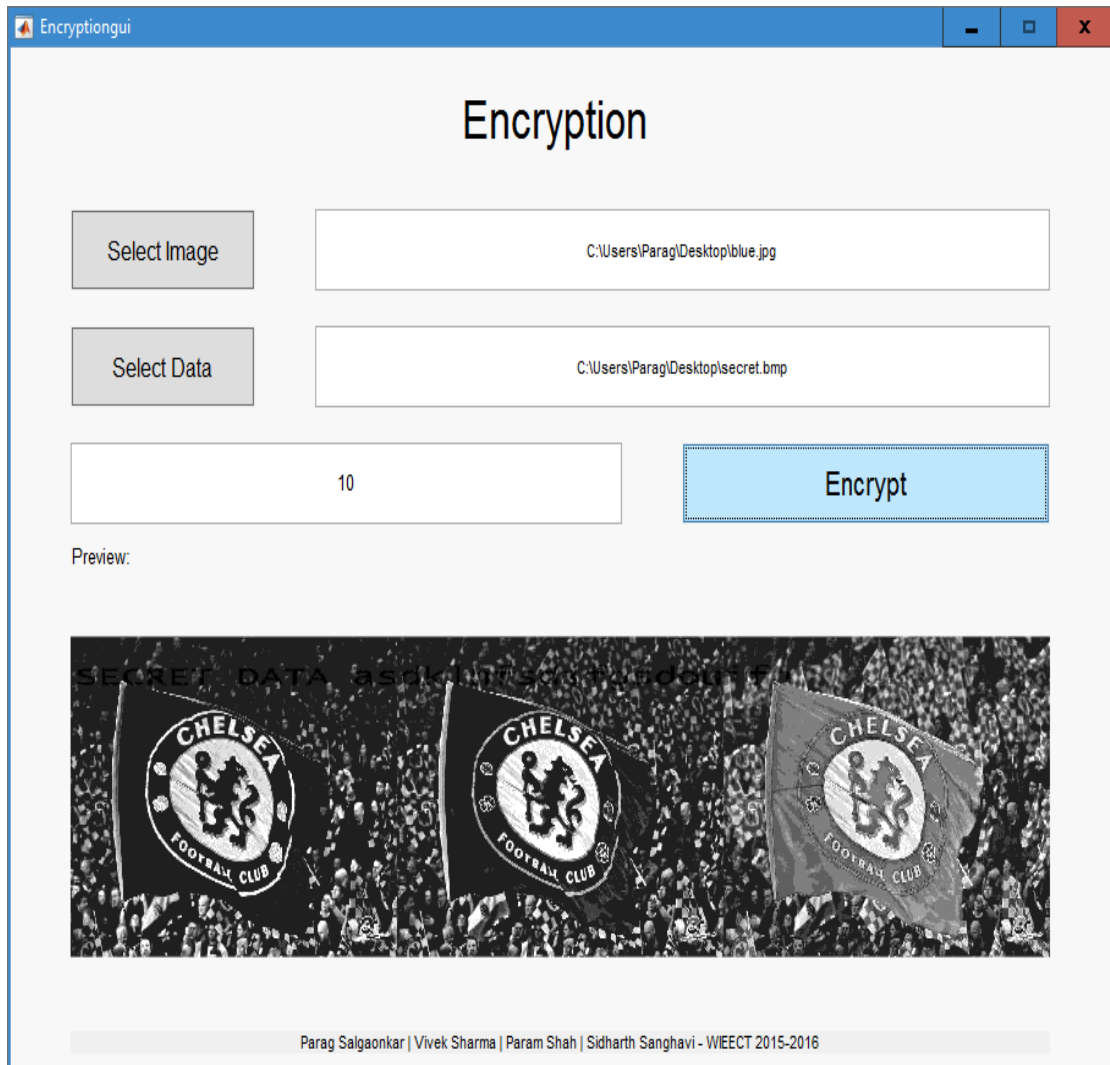 Encryptiongui
Encryption
Select Image
C:\Users\Parag\Desktop\blue.jpg
Select Data
C:\Users\Parag\Desktop\secret.bmp
10
Encrypt
Preview:
SECRET DATA
CHELSEA CHELSEA CHELSEA
FOOTBALL CLUB FOOTBALL CLUB FOOTBALL CLUB
Parag Salgaonkar | Vivek Sharma | Param Shah | Sidharth Sanghavi - WIEECT 2015-2016